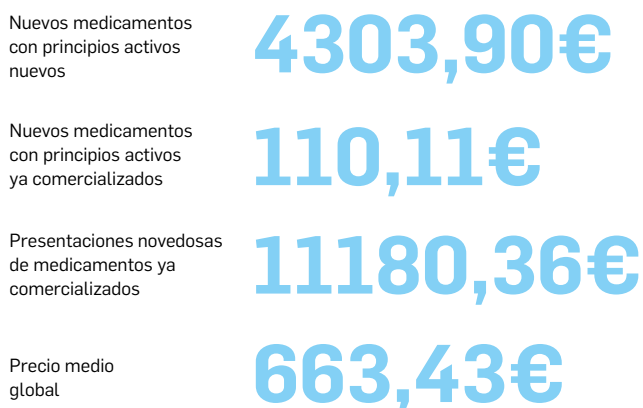 Nuevos medicamentos
con principios activos
nuevos
4303,90€
Nuevos medicamentos
con principios activos
ya comercializados
110,11€
Presentaciones novedosas
de medicamentos ya
comercializados
11180,36€
Precio medio
global
663,43€